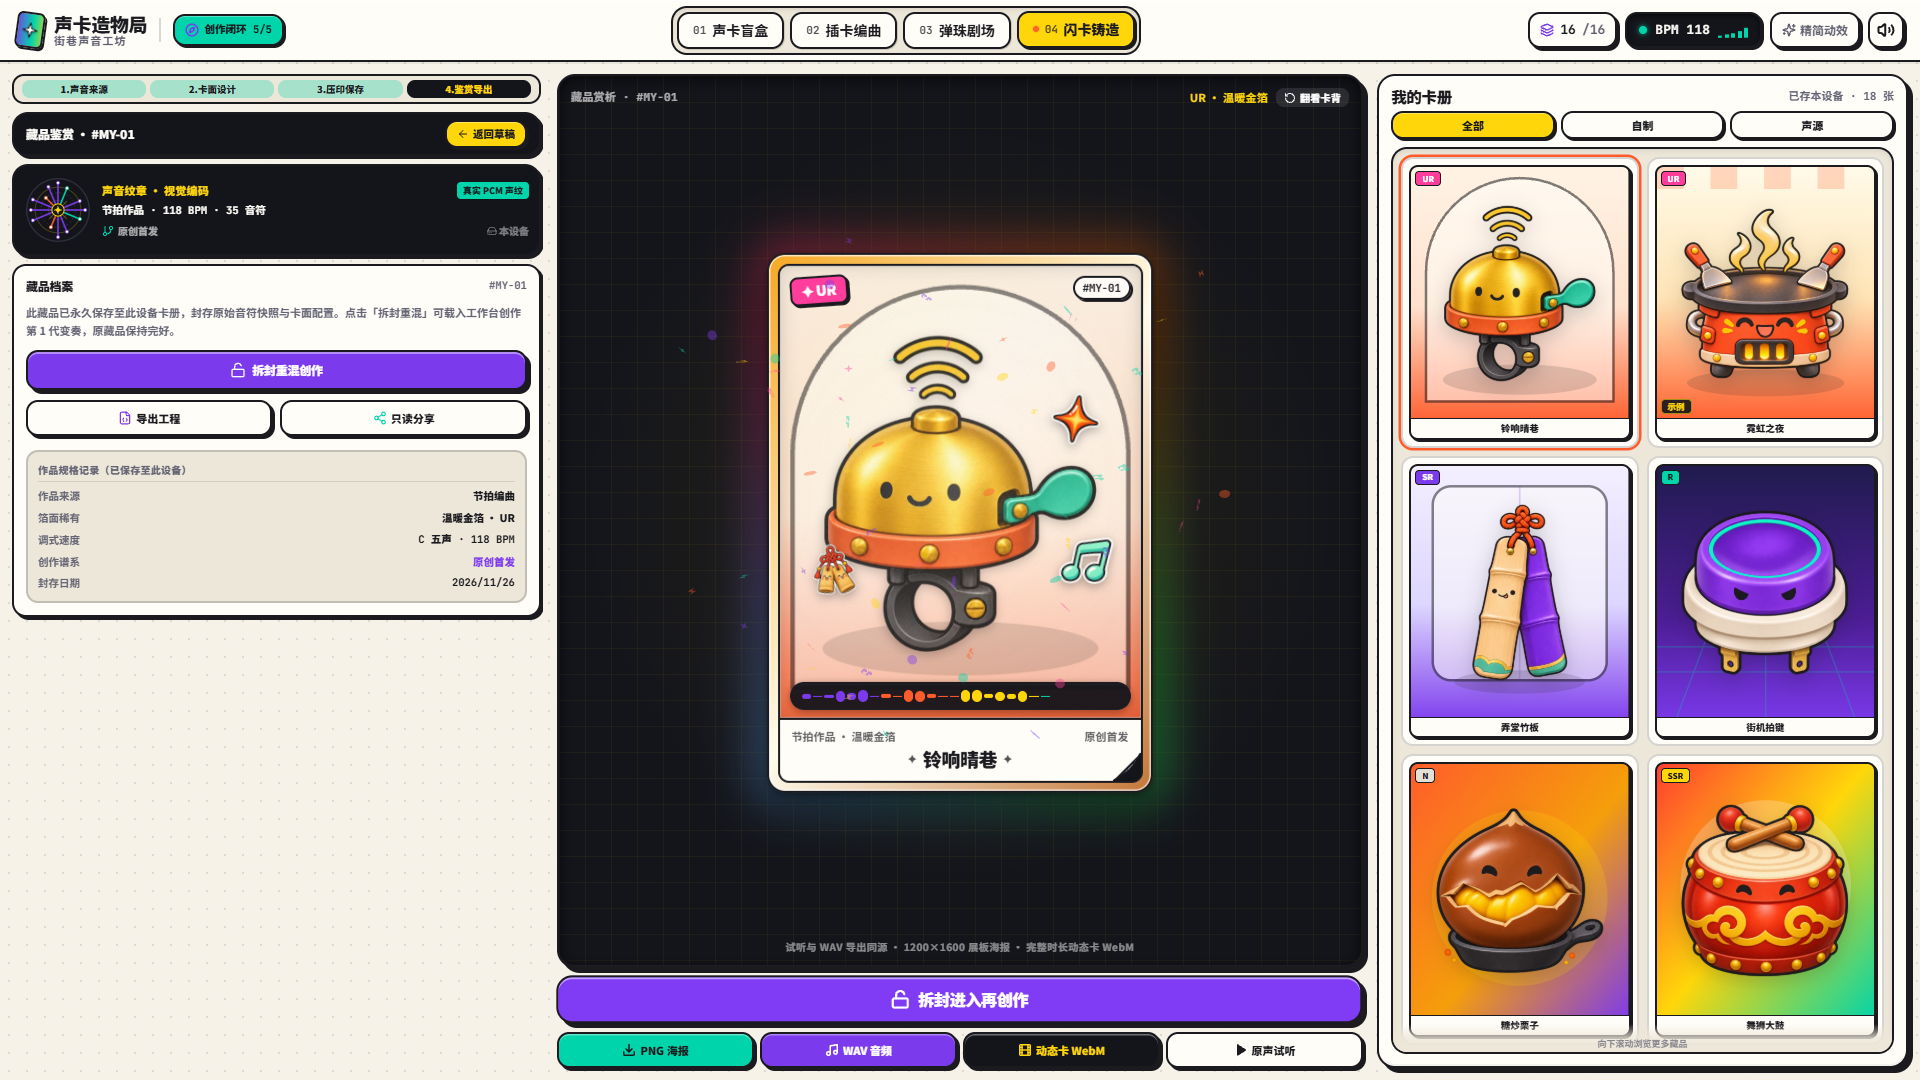 声卡造物局
街巷声音工坊
创作闭环 5/5
01 声卡盲盒
02 插卡编曲
03 弹珠剧场
04 闪卡铸造
16 /16
BPM 118
精简动效
1.声音来源
2.卡面设计
3.压印保存
4.鉴赏导出
藏品鉴赏 • #MY-01
返回草稿
声音纹章 • 视觉编码
真实 PCM 声纹
节拍作品 · 118 BPM · 35 音符
原创首发
本设备
藏品档案
#MY-01
此藏品已永久保存至此设备卡册，封存原始音符快照与卡面配置。点击「拆封重混」可载入工作台创作
第 1 代变奏，原藏品保持完好。
拆封重混创作
导出工程
只读分享
作品规格记录（已保存至此设备）
作品来源
节拍编曲
箔面稀有
温暖金箔 • UR
调式速度
C 五声 · 118 BPM
创作谱系
原创首发
封存日期
2026/11/26
藏品赏析 · #MY-01
UR • 温暖金箔
翻看卡背
UR
#MY-01
节拍作品 • 温暖金箔
原创首发
铃响晴巷
试听与 WAV 导出同源 • 1200×1600 展板海报 • 完整时长动态卡 WebM
拆封进入再创作
PNG 海报
WAV 音频
动态卡 WebM
原声试听
我的卡册
已存本设备 · 18 张
全部
自制
声源
UR
铃响晴巷
UR
示例
霓虹之夜
SR
弄堂竹板
R
街机拍键
N
糖炒栗子
SSR
舞狮大鼓
向下滚动浏览更多藏品